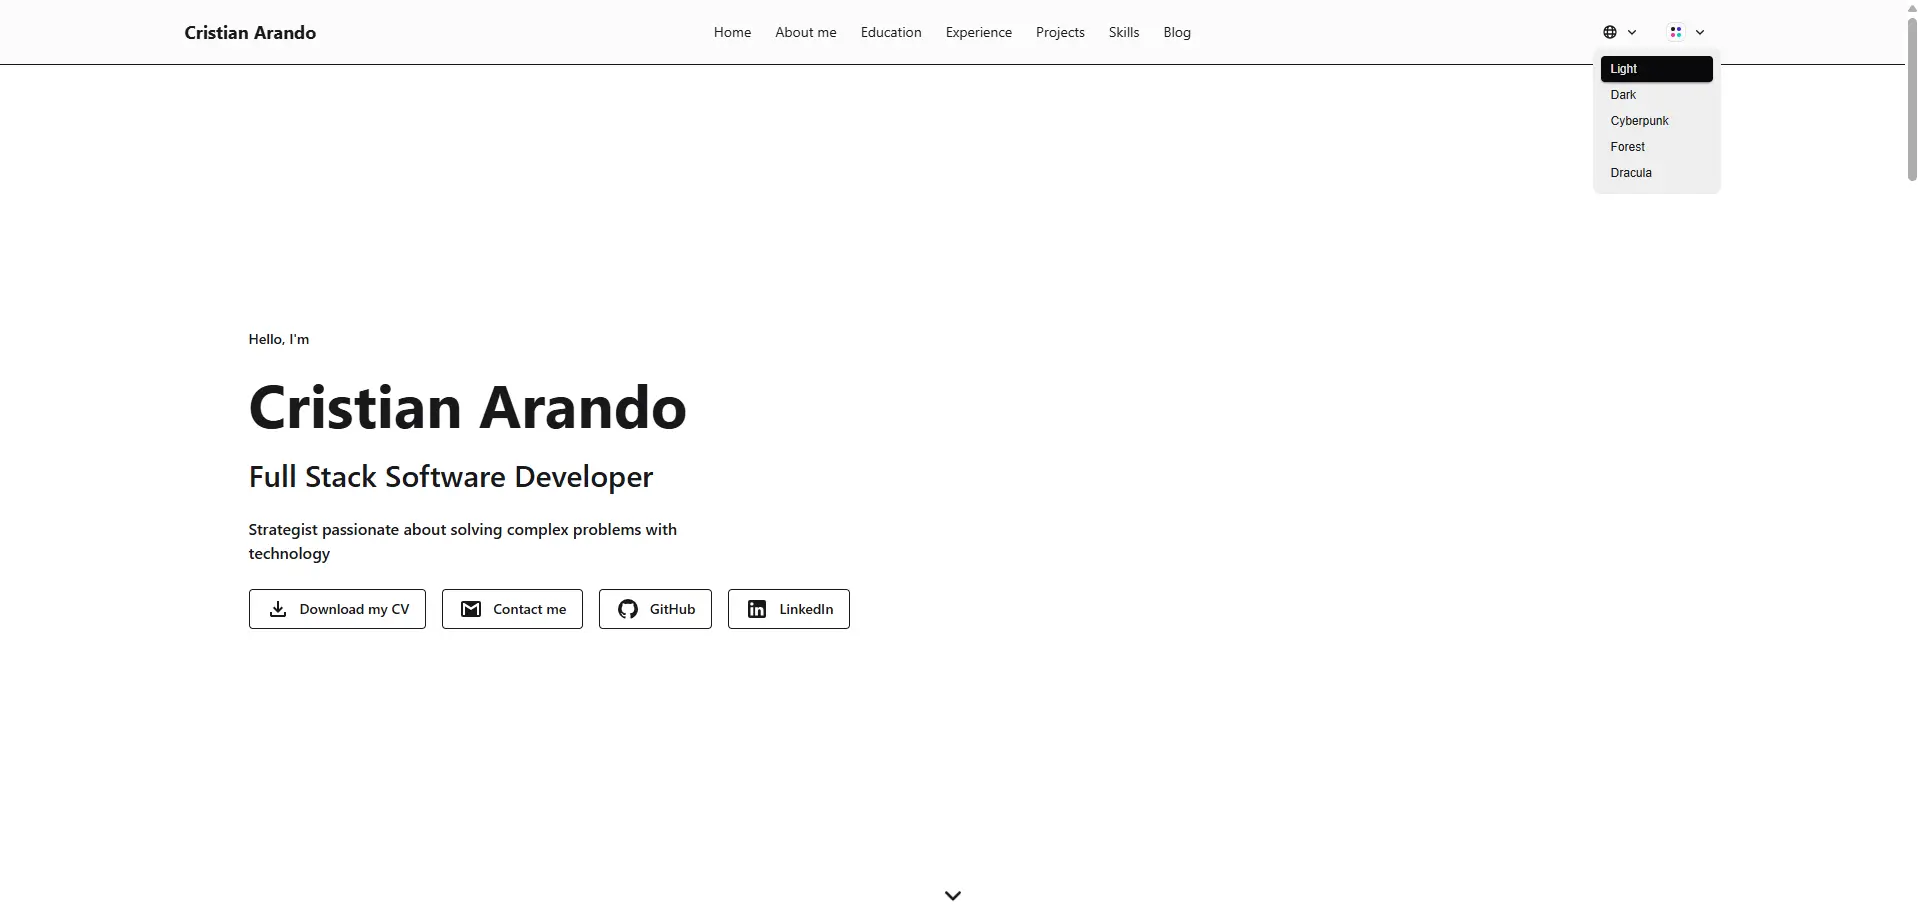 Cristian Arando
Home About me Education Experience Projects Skills Blog
Light
Dark
Cyberpunk
Forest
Dracula
Hello, I'm
Cristian Arando
Full Stack Software Developer
Strategist passionate about solving complex problems with
technology
Download my CV Contact me GitHub LinkedIn